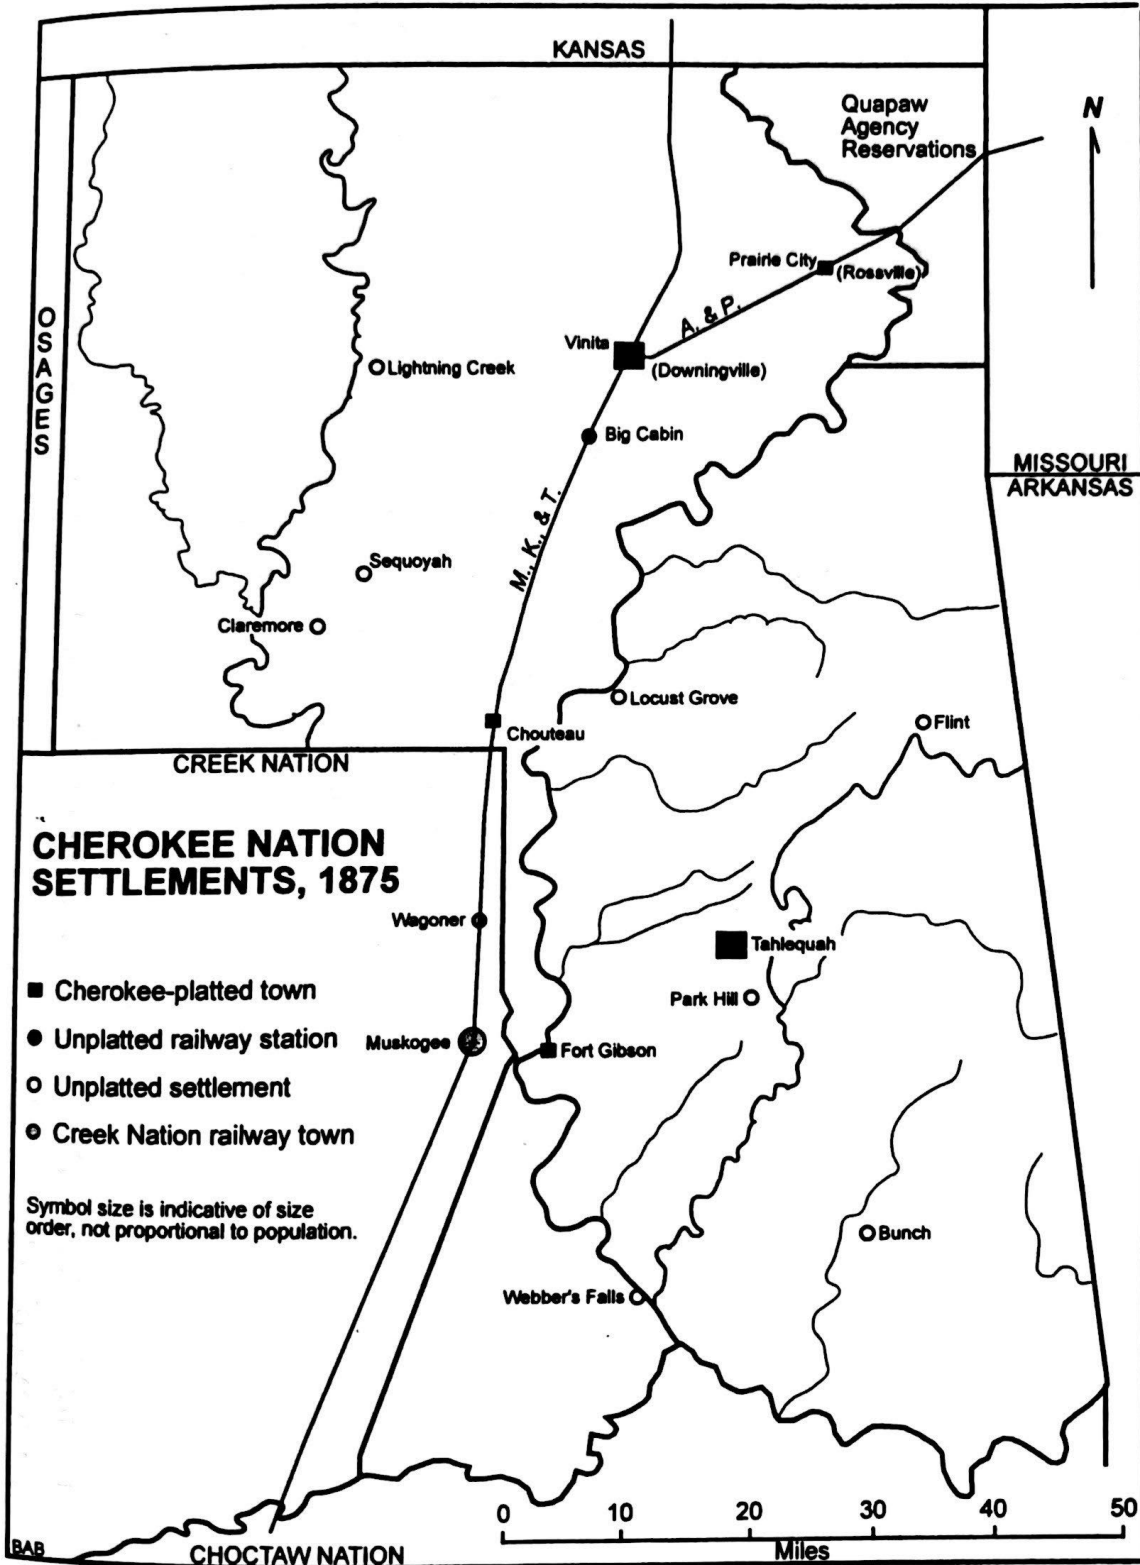 KANSAS
Quapaw
Agency
Reservations
N
Prairie City
(Rossville)
A. & P.
OSAGES
Vinita
(Downingville)
Lightning Creek
Big Cabin
MISSOURI
ARKANSAS
M., K., & T.
Sequoyah
Claremore
Locust Grove
Flint
Chouteau
CREEK NATION
CHEROKEE NATION
SETTLEMENTS, 1875
Wagoner
Tahlequah
Cherokee-platted town
Park Hill
Unplatted railway station
Muskogee
Fort Gibson
Unplatted settlement
Creek Nation railway town
Symbol size is indicative of size
order, not proportional to population.
Bunch
Webber's Falls
0 10 20 30 40 50
Miles
BAB
CHOCTAW NATION